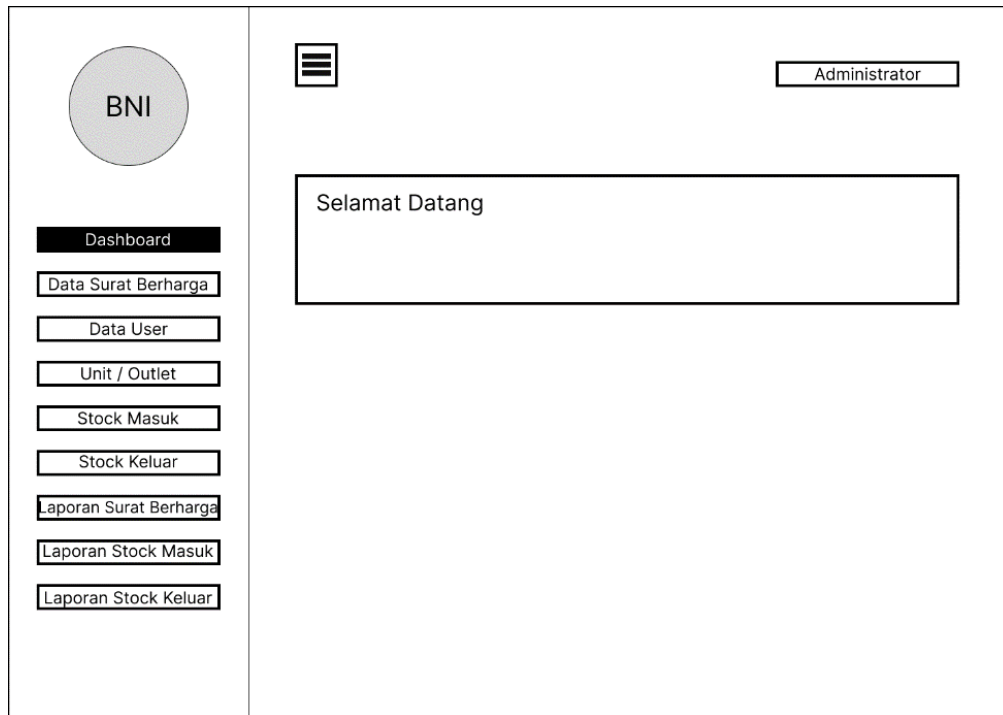 BNI
Dashboard
Data Surat Berharga
Data User
Unit / Outlet
Stock Masuk
Stock Keluar
Laporan Surat Berharga
Laporan Stock Masuk
Laporan Stock Keluar
Administrator
Selamat Datang